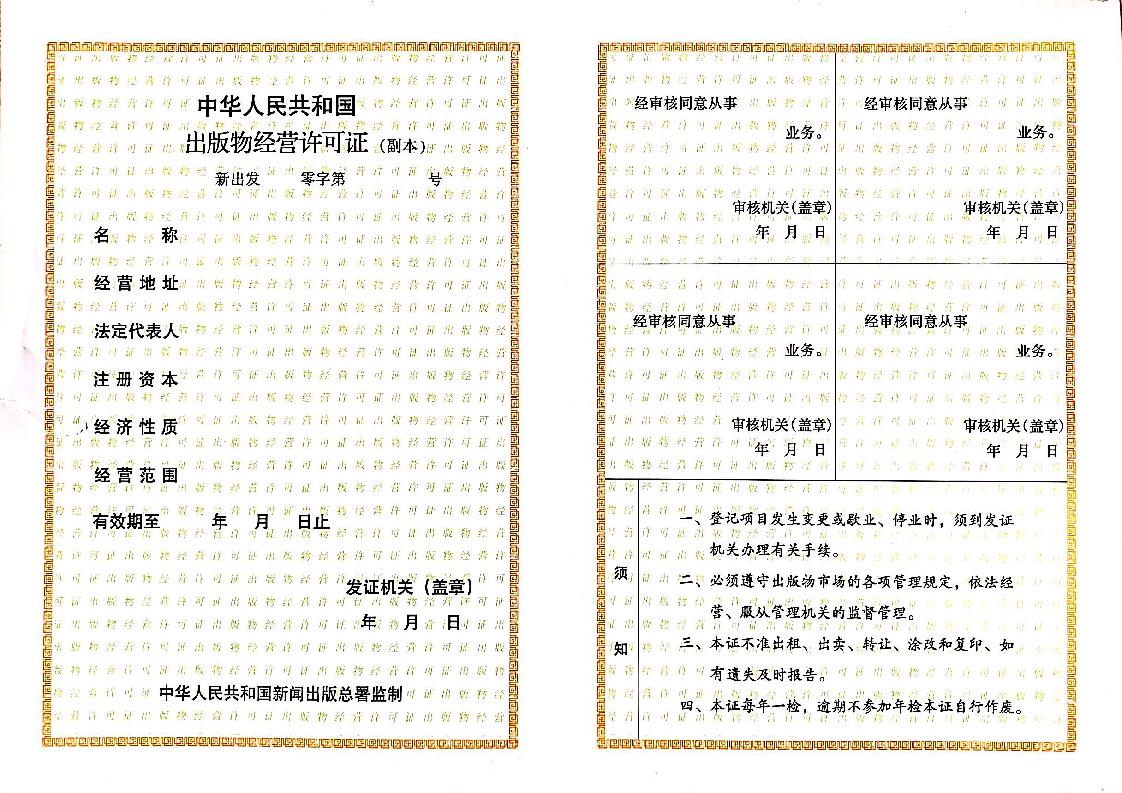 中华人民共和国
出版物经营许可证（副本）
新出发 零字第 号
名 称
经营地址
法定代表人
注册资本
经济性质
经营范围
有效期至 年 月 日止
发证机关（盖章）
年 月 日
中华人民共和国新闻出版总署监制
经审核同意从事
业务。
审核机关（盖章）
年 月 日
经审核同意从事
业务。
审核机关（盖章）
年 月 日
经审核同意从事
业务。
审核机关（盖章）
年 月 日
经审核同意从事
业务。
审核机关（盖章）
年 月 日
须知
一、登记项目发生变更或歇业、停业时，须到发证
机关办理有关手续。
二、必须遵守出版物市场的各项管理规定，依法经
营、服从管理机关的监督管理。
三、本证不准出租、出卖、转让、涂改和复印、如
有遗失及时报告。
四、本证每年一检，逾期不参加年检本证自行作废。